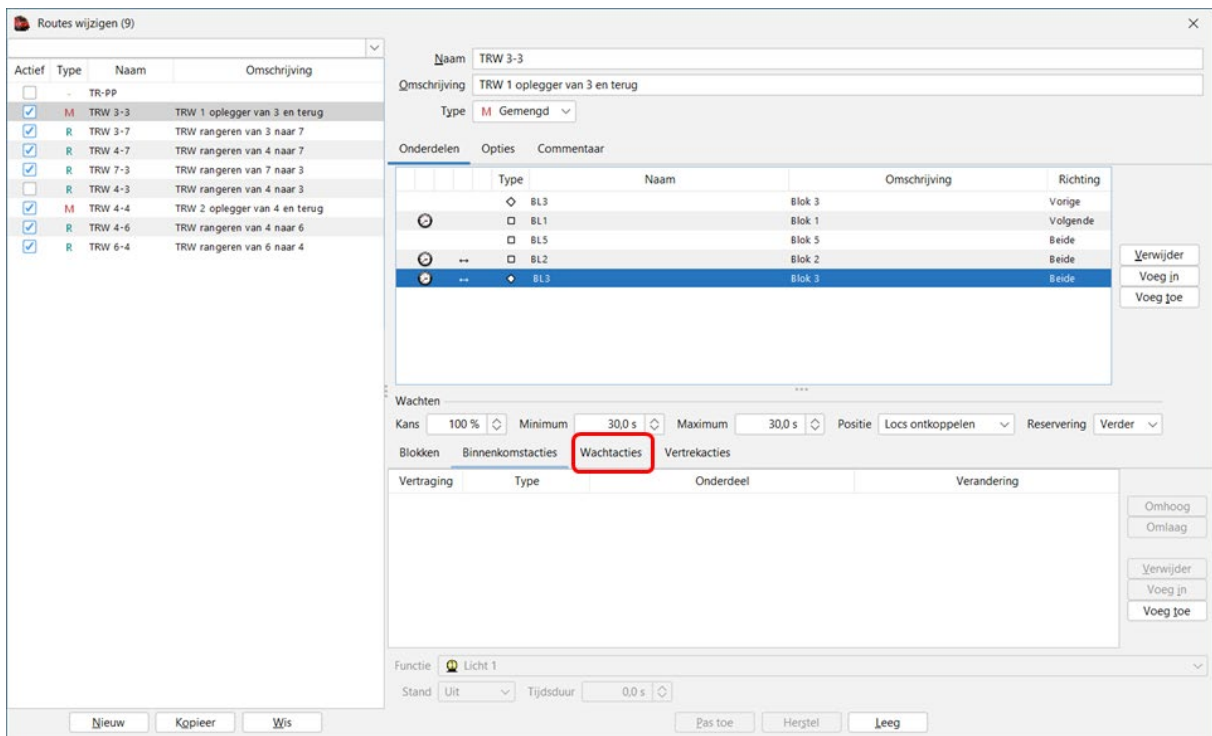 Routes wijzigen (9)
Actief Type Naam Omschrijving
- TR-PP
M TRW 3-3 TRW 1 oplegger van 3 en terug
R TRW 3-7 TRW rangeren van 3 naar 7
R TRW 4-7 TRW rangeren van 4 naar 7
R TRW 7-3 TRW rangeren van 7 naar 3
R TRW 4-3 TRW rangeren van 4 naar 3
M TRW 4-4 TRW 2 oplegger van 4 en terug
R TRW 4-6 TRW rangeren van 4 naar 6
R TRW 6-4 TRW rangeren van 6 naar 4
Nieuw Kopieer Wis
Naam TRW 3-3
Omschrijving TRW 1 oplegger van 3 en terug
Type M Gemengd
Onderdelen Opties Commentaar
Type Naam Omschrijving Richting
BL3 Blok 3 Vorige
BL1 Blok 1 Volgende
BL5 Blok 5 Beide
BL2 Blok 2 Beide
BL3 Blok 3 Beide
Verwijder
Voeg in
Voeg toe
Wachten
Kans 100 % Minimum 30,0 s Maximum 30,0 s Positie Locs ontkoppelen Reservering Verder
Blokken Binnenkomstacties Wachtacties Vertrekacties
Vertraging Type Onderdeel Verandering
Omhoog
Omlaag
Verwijder
Voeg in
Voeg toe
Functie Licht 1
Stand Uit Tijdsduur 0,0 s
Pas toe Herstel Leeg